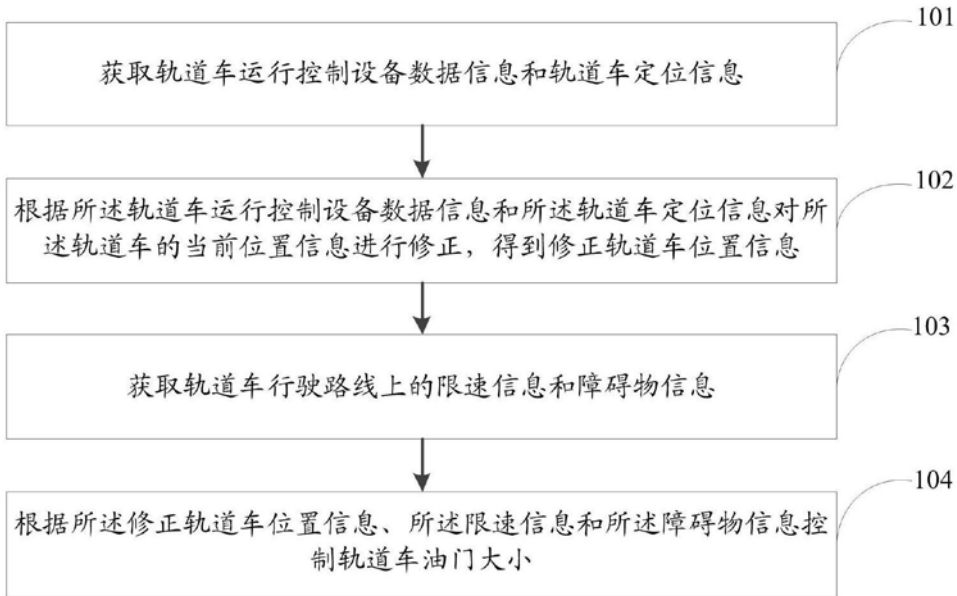 101
获取轨道车运行控制设备数据信息和轨道车定位信息
102
根据所述轨道车运行控制设备数据信息和所述轨道车定位信息对所
述轨道车的当前位置信息进行修正，得到修正轨道车位置信息
103
获取轨道车行驶路线上的限速信息和障碍物信息
104
根据所述修正轨道车位置信息、所述限速信息和所述障碍物信息控
制轨道车油门大小